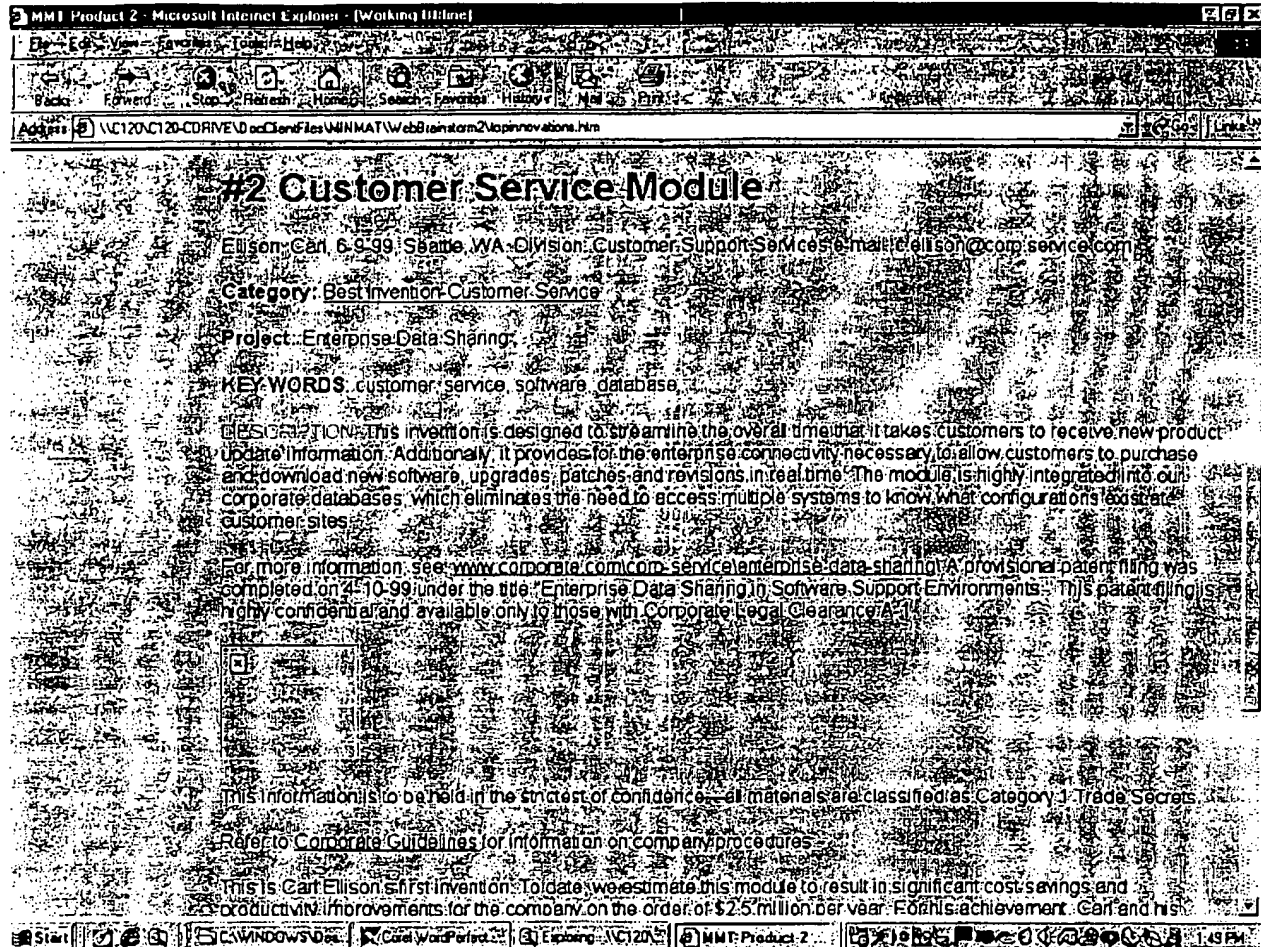 MMT Product 2 - Microsoft Internet Explorer - [Working Offline]
File Edit View Favorites Tools Help
Back Forward Stop Refresh Home Search Favorites History Mail Print
Address \\C120\C120-CDRIVE\DocClientFiles\WINMAT\WebBrainstorm2\topinnovations.htm Go Links
#2 Customer Service Module
Ellison, Carl, 6-9-99, Seattle, WA, Division: Customer Support Services e-mail: c.ellison@corp.service.com
Category: Best Invention-Customer Service
Project: Enterprise Data Sharing
KEY WORDS: customer, service, software, database
DESCRIPTION: This invention is designed to streamline the overall time that it takes customers to receive new product
update information. Additionally, it provides for the enterprise connectivity necessary to allow customers to purchase
and download new software, upgrades, patches and revisions in real time. The module is highly integrated into our
corporate databases, which eliminates the need to access multiple systems to know what configurations exist at
customer sites.
For more information, see www.corporate.com\corp-service\enterprise-data-sharing\ A provisional patent filing was
completed on 4-10-99 under the title "Enterprise Data Sharing in Software Support Environments." This patent filing is
highly confidential and available only to those with Corporate Legal Clearance A-1.
This information is to be held in the strictest of confidence—all materials are classified as Category 1 Trade Secrets.
Refer to Corporate Guidelines for information on company procedures.
This is Carl Ellison's first invention. To date, we estimate this module to result in significant cost savings and
productivity improvements for the company on the order of $2.5 million per year. For his achievement, Carl and his
Start C:\WINDOWS\Des... Corel WordPerfect... Exploring - \\C120\... MMT Product 2 ... 1:49 PM